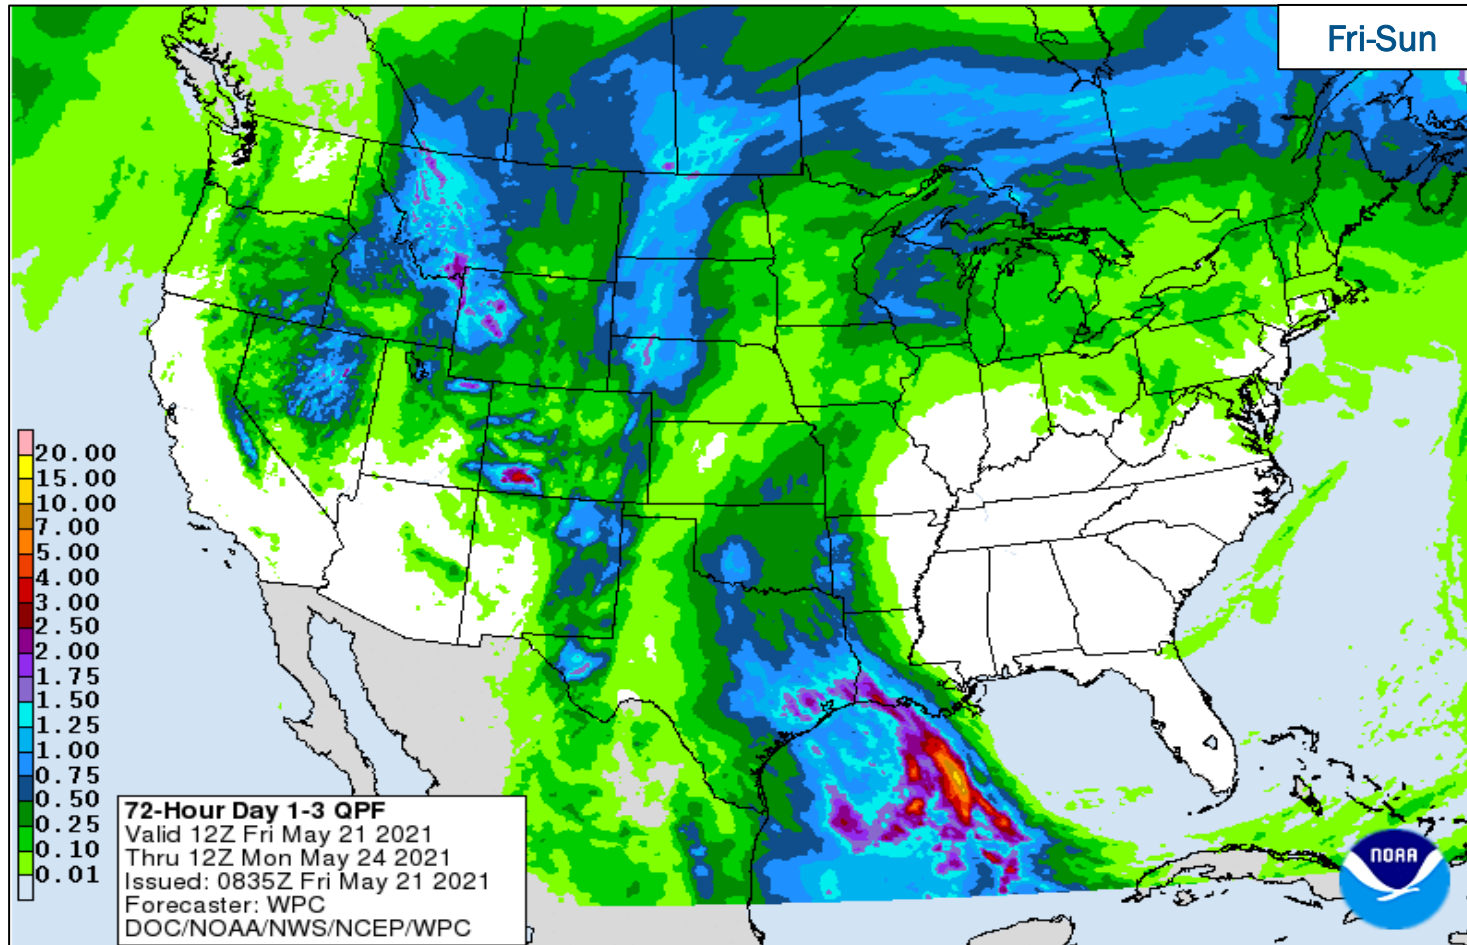 Fri-Sun
20.00
15.00
10.00
7.00
5.00
4.00
3.00
2.50
2.00
1.75
1.50
1.25
1.00
0.75
0.50
0.25
0.10
0.01
72-Hour Day 1-3 QPF
Valid 12Z Fri May 21 2021
Thru 12Z Mon May 24 2021
Issued: 0835Z Fri May 21 2021
Forecaster: WPC
DOC/NOAA/NWS/NCEP/WPC
NOAA